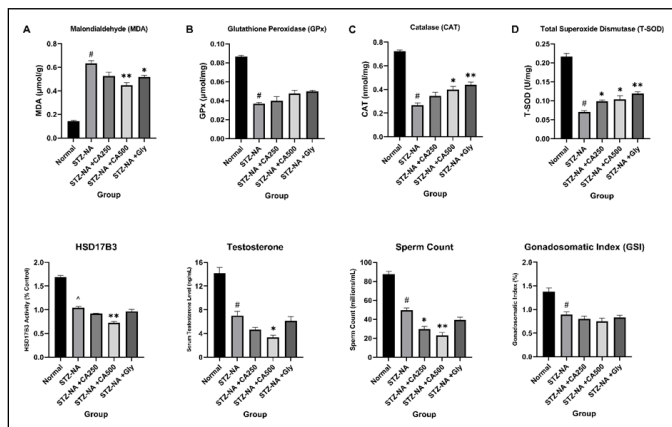 A
Malondialdehyde (MDA)
MDA (µmol/g)
0.8
0.6
0.4
0.2
0.0
#
**
*
Normal
STZ-NA
STZ-NA +CA250
STZ-NA +CA500
STZ-NA +Gly
Group
B
Glutathione Peroxidase (GPx)
GPx (µmol/mg)
0.10
0.08
0.06
0.04
0.02
0.00
#
Normal
STZ-NA
STZ-NA +CA250
STZ-NA +CA500
STZ-NA +Gly
Group
C
Catalase (CAT)
CAT (nmol/mg)
0.8
0.6
0.4
0.2
0.0
#
*
**
Normal
STZ-NA
STZ-NA +CA250
STZ-NA +CA500
STZ-NA +Gly
Group
D
Total Superoxide Dismutase (T-SOD)
T-SOD (U/mg)
0.25
0.20
0.15
0.10
0.05
0.00
#
*
*
**
Normal
STZ-NA
STZ-NA +CA250
STZ-NA +CA500
STZ-NA +Gly
Group
HSD17B3
HSD17B3 Activity (% Control)
2.0
1.5
1.0
0.5
0.0
^
**
Normal
STZ-NA
STZ-NA +CA250
STZ-NA +CA500
STZ-NA +Gly
Group
Testosterone
Serum Testosterone Level (ng/mL)
15
12
9
6
3
0
#
*
Normal
STZ-NA
STZ-NA +CA250
STZ-NA +CA500
STZ-NA +Gly
Group
Sperm Count
Sperm Count (millions/mL)
100
80
60
40
20
0
#
*
**
Normal
STZ-NA
STZ-NA +CA250
STZ-NA +CA500
STZ-NA +Gly
Group
Gonadosomatic Index (GSI)
Gonadosomatic Index (%)
2.0
1.5
1.0
0.5
0.0
#
Normal
STZ-NA
STZ-NA +CA250
STZ-NA +CA500
STZ-NA +Gly
Group